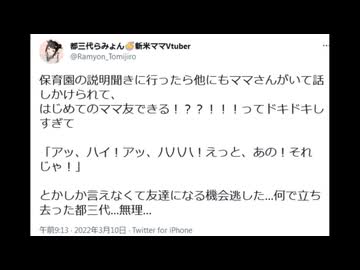 都三代らみょん🍜新米ママVtuber
@Ramyon_Tomijiro
保育園の説明聞きに行ったら他にもママさんがいて話
しかけられて、
はじめてのママ友できる！？？！！！ってドキドキし
すぎて
「アッ、ハイ！アッ、ハハハ！えっと、あの！それ
じゃ！」
とかしか言えなくて友達になる機会逃した...何で立ち
去った都三代...無理...
午前9:13 · 2022年3月10日 · Twitter for iPhone